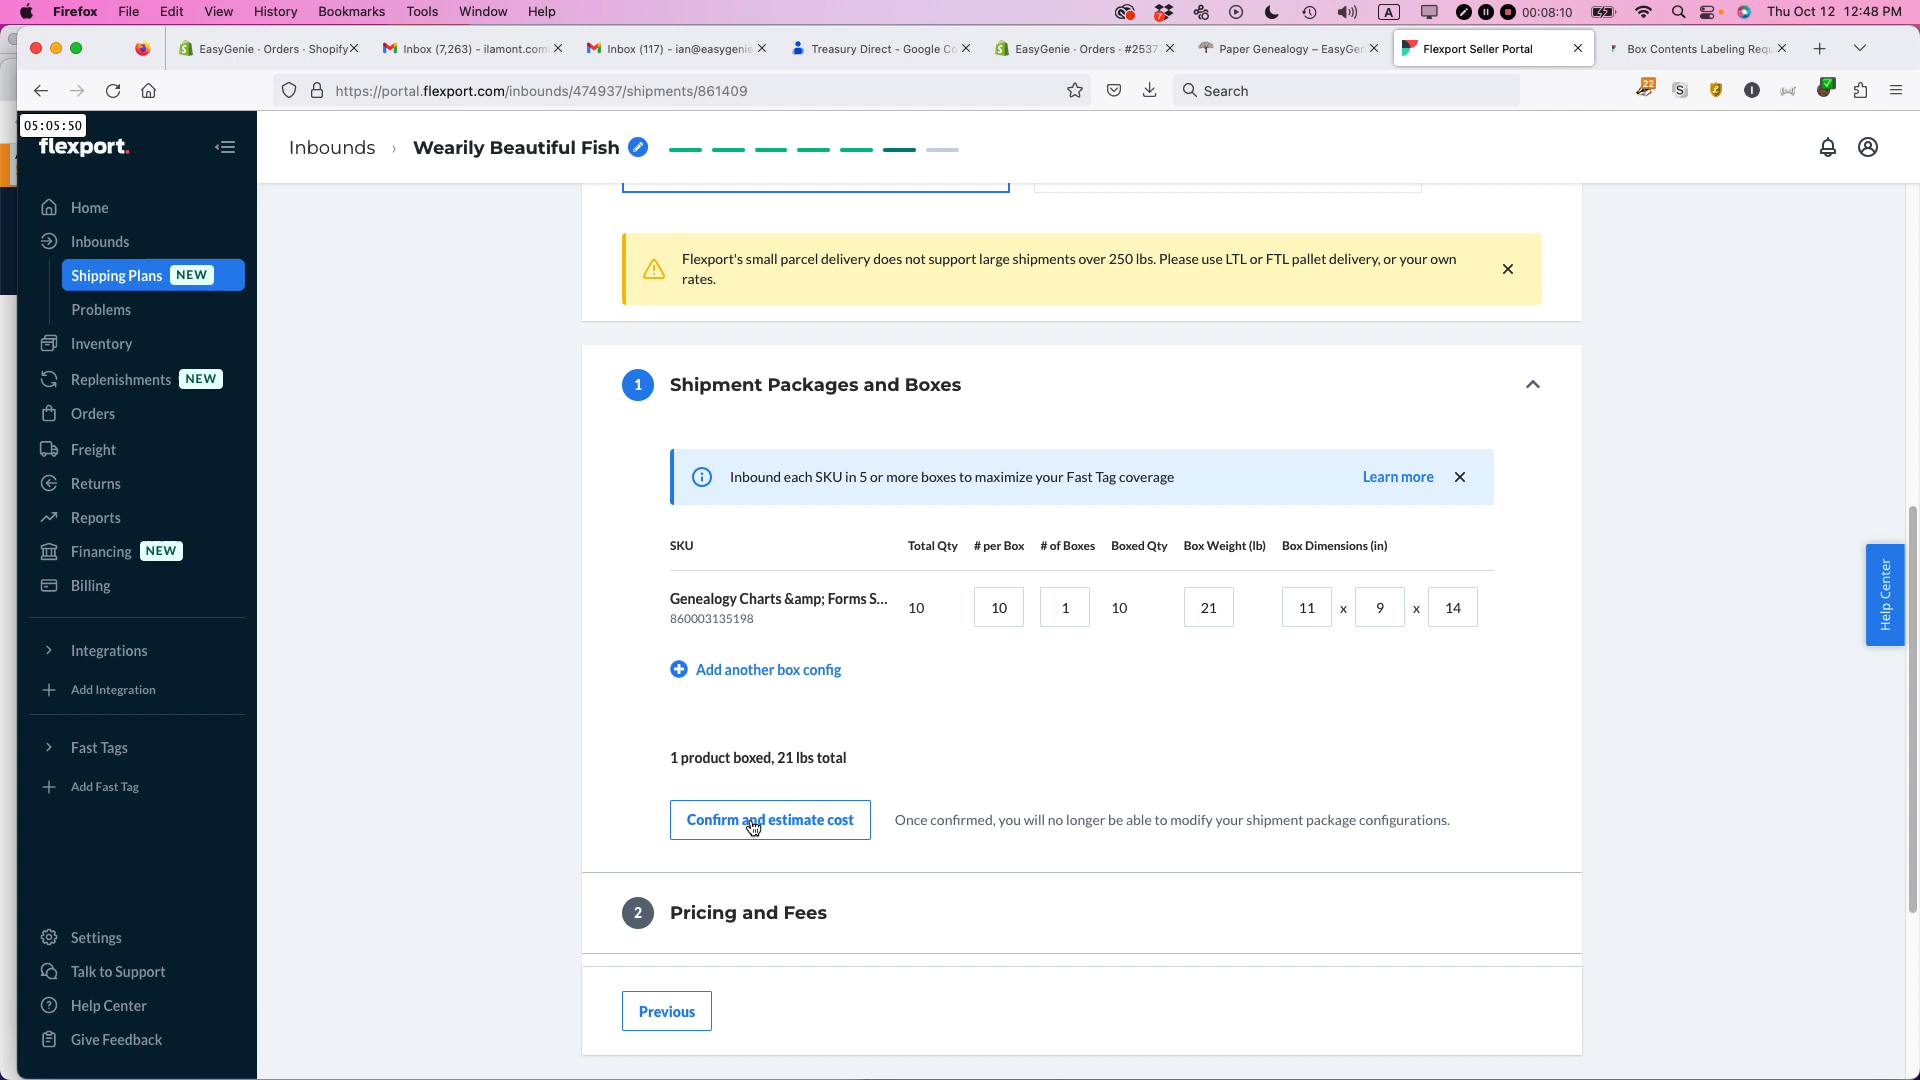 Firefox File Edit View History Bookmarks Tools Window Help 7 A 00:08:10 Thu Oct 12 12:48 PM
EasyGenie · Orders · Shopify Inbox (7,263) - ilamont.com Inbox (117) - ian@easygenie Treasury Direct - Google Co EasyGenie · Orders · #2537 Paper Genealogy – EasyGen Flexport Seller Portal Box Contents Labeling Requ
https://portal.flexport.com/inbounds/474937/shipments/861409 Search 22 S
05:05:50
flexport.
Inbounds › Wearily Beautiful Fish
Home
Inbounds
Shipping Plans NEW
Problems
Inventory
Replenishments NEW
Orders
Freight
Returns
Reports
Financing NEW
Billing
Integrations
Add Integration
Fast Tags
Add Fast Tag
Settings
Talk to Support
Help Center
Give Feedback
Flexport's small parcel delivery does not support large shipments over 250 lbs. Please use LTL or FTL pallet delivery, or your own
rates.
1 Shipment Packages and Boxes
Inbound each SKU in 5 or more boxes to maximize your Fast Tag coverage Learn more
SKU Total Qty # per Box # of Boxes Boxed Qty Box Weight (lb) Box Dimensions (in)
Genealogy Charts &amp; Forms S... 10 10 1 10 21 11 x 9 x 14
860003135198
Add another box config
1 product boxed, 21 lbs total
Confirm and estimate cost Once confirmed, you will no longer be able to modify your shipment package configurations.
2 Pricing and Fees
Previous
Help Center